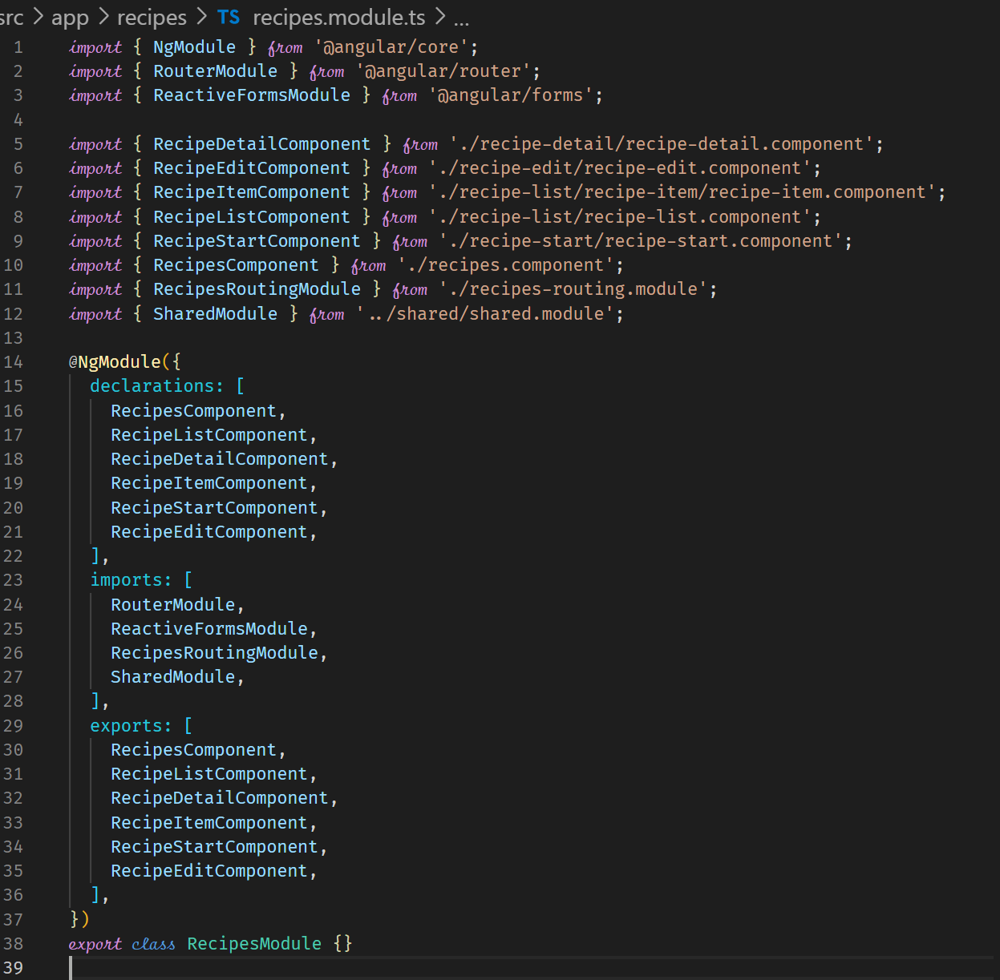 src > app > recipes > TS recipes.module.ts > ...
1 import { NgModule } from '@angular/core';
2 import { RouterModule } from '@angular/router';
3 import { ReactiveFormsModule } from '@angular/forms';
4
5 import { RecipeDetailComponent } from './recipe-detail/recipe-detail.component';
6 import { RecipeEditComponent } from './recipe-edit/recipe-edit.component';
7 import { RecipeItemComponent } from './recipe-list/recipe-item/recipe-item.component';
8 import { RecipeListComponent } from './recipe-list/recipe-list.component';
9 import { RecipeStartComponent } from './recipe-start/recipe-start.component';
10 import { RecipesComponent } from './recipes.component';
11 import { RecipesRoutingModule } from './recipes-routing.module';
12 import { SharedModule } from '../shared/shared.module';
13
14 @NgModule({
15   declarations: [
16     RecipesComponent,
17     RecipeListComponent,
18     RecipeDetailComponent,
19     RecipeItemComponent,
20     RecipeStartComponent,
21     RecipeEditComponent,
22   ],
23   imports: [
24     RouterModule,
25     ReactiveFormsModule,
26     RecipesRoutingModule,
27     SharedModule,
28   ],
29   exports: [
30     RecipesComponent,
31     RecipeListComponent,
32     RecipeDetailComponent,
33     RecipeItemComponent,
34     RecipeStartComponent,
35     RecipeEditComponent,
36   ],
37 })
38 export class RecipesModule {}
39